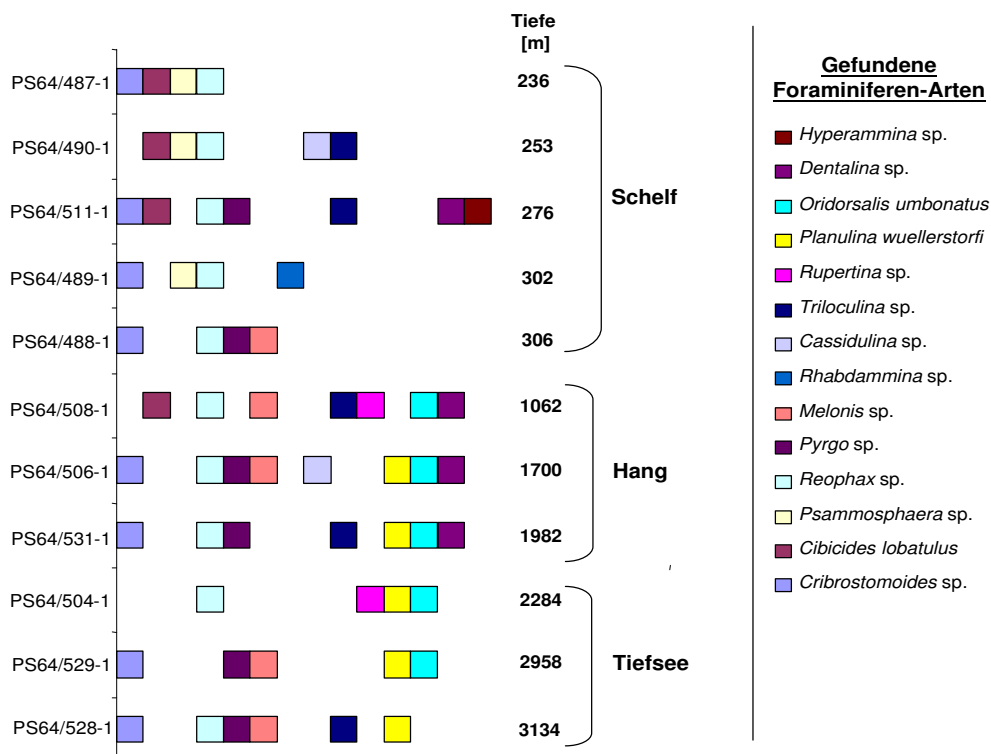 Tiefe
[m]
PS64/487-1 236
PS64/490-1 253
PS64/511-1 276
PS64/489-1 302
PS64/488-1 306
Schelf
PS64/508-1 1062
PS64/506-1 1700
PS64/531-1 1982
Hang
PS64/504-1 2284
PS64/529-1 2958
PS64/528-1 3134
Tiefsee
Gefundene
Foraminiferen-Arten
Hyperammina sp.
Dentalina sp.
Oridorsalis umbonatus
Planulina wuellerstorfi
Rupertina sp.
Triloculina sp.
Cassidulina sp.
Rhabdammina sp.
Melonis sp.
Pyrgo sp.
Reophax sp.
Psammosphaera sp.
Cibicides lobatulus
Cribrostomoides sp.